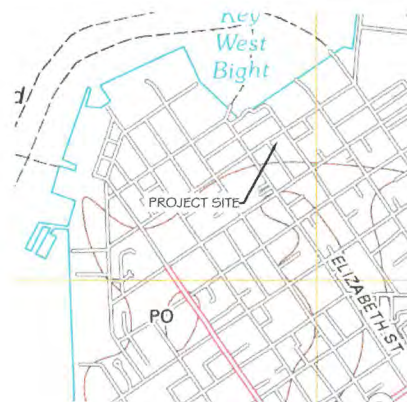 Key
West
Bight
d
PROJECT SITE
ELIZABETH ST
PO